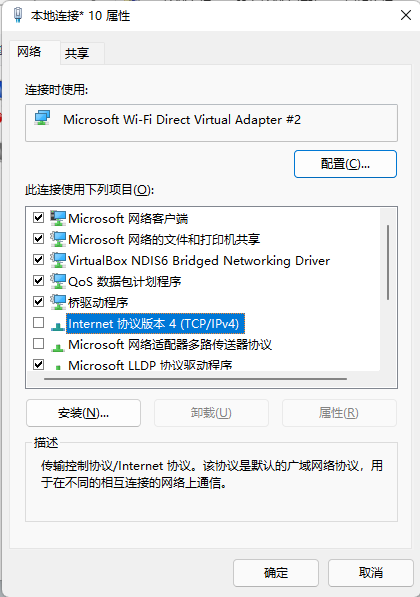 本地连接* 10 属性
网络
共享
连接时使用:
Microsoft Wi-Fi Direct Virtual Adapter #2
配置(C)...
此连接使用下列项目(O):
Microsoft 网络客户端
Microsoft 网络的文件和打印机共享
VirtualBox NDIS6 Bridged Networking Driver
QoS 数据包计划程序
桥驱动程序
Internet 协议版本 4 (TCP/IPv4)
Microsoft 网络适配器多路传送器协议
Microsoft LLDP 协议驱动程序
安装(N)...
卸载(U)
属性(R)
描述
传输控制协议/Internet 协议。该协议是默认的广域网络协议，用
于在不同的相互连接的网络上通信。
确定
取消